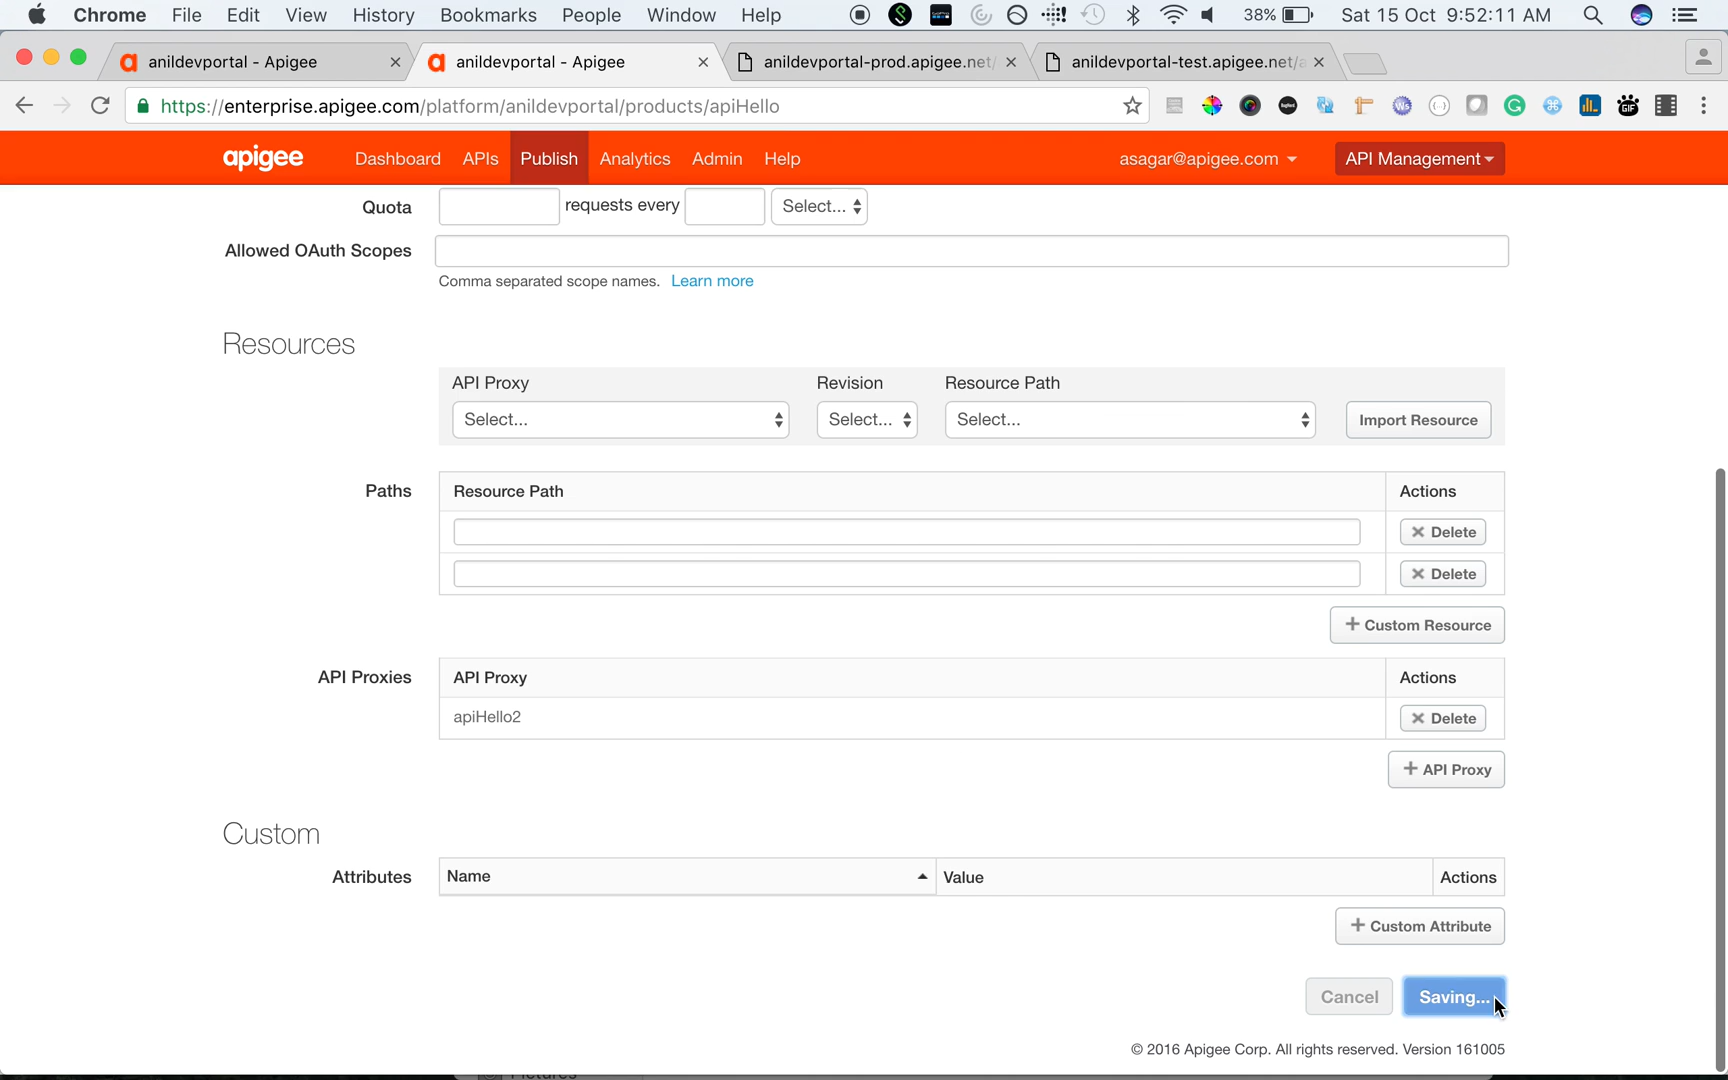 Chrome File Edit View History Bookmarks People Window Help 38% Sat 15 Oct 9:52:11 AM
anildevportal - Apigee anildevportal - Apigee anildevportal-prod.apigee.net/ anildevportal-test.apigee.net/a
https://enterprise.apigee.com/platform/anildevportal/products/apiHello
apigee Dashboard APIs Publish Analytics Admin Help asagar@apigee.com API Management
Quota requests every Select...
Allowed OAuth Scopes
Comma separated scope names. Learn more
Resources
API Proxy Revision Resource Path
Select... Select... Select... Import Resource
Paths Resource Path Actions
Delete
Delete
+ Custom Resource
API Proxies API Proxy Actions
apiHello2 Delete
+ API Proxy
Custom
Attributes Name Value Actions
+ Custom Attribute
Cancel Saving...
© 2016 Apigee Corp. All rights reserved. Version 161005